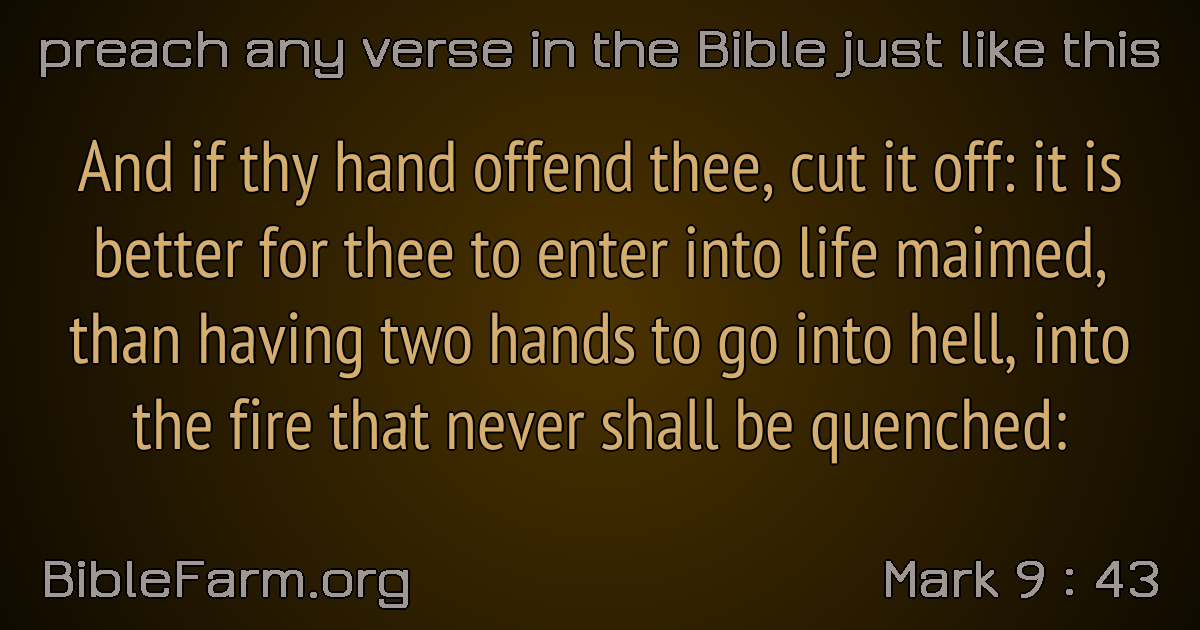 preach any verse in the Bible just like this
And if thy hand offend thee, cut it off: it is
better for thee to enter into life maimed,
than having two hands to go into hell, into
the fire that never shall be quenched:
BibleFarm.org
Mark 9 : 43